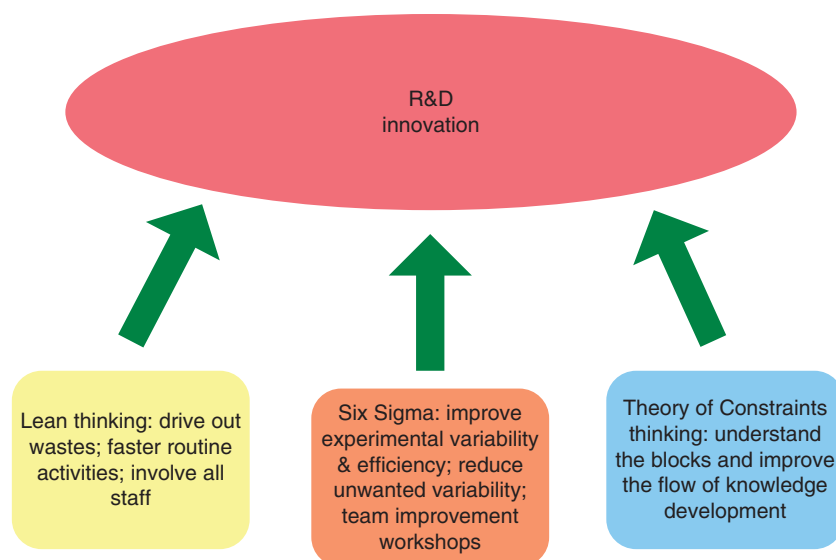 R&D
innovation
Lean thinking: drive out
wastes; faster routine
activities; involve all
staff
Six Sigma: improve
experimental variability
& efficiency; reduce
unwanted variability;
team improvement
workshops
Theory of Constraints
thinking: understand
the blocks and improve
the flow of knowledge
development